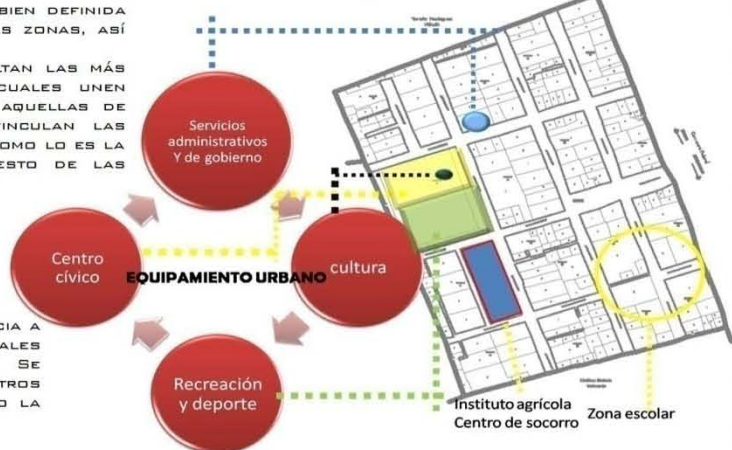 BIEN DEFINIDA
S ZONAS, ASÍ
LTAN LAS MÁS
CUALES UNEN
AQUELLAS DE
INCULAN LAS
OMO LO ES LA
ESTO DE LAS
Servicios
administrativos
Y de gobierno
Centro
cívico
EQUIPAMIENTO URBANO
cultura
CIA A
ALES
SE
TROS
O LA
Recreación
y deporte
Instituto agrícola
Centro de socorro
Zona escolar